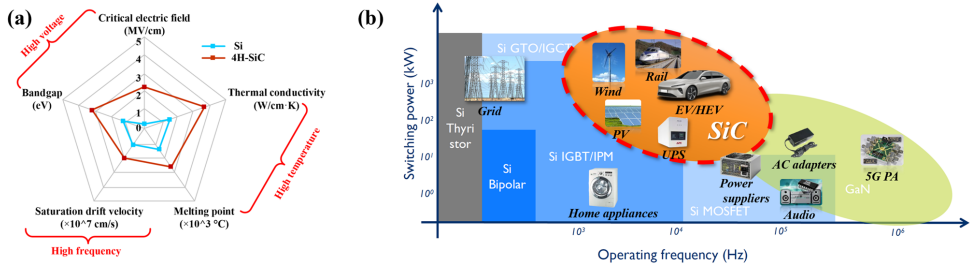 (a)
High voltage
Critical electric field
(MV/cm)
5
4
3
2
1
0
Si
4H-SiC
Bandgap
(eV)
Thermal conductivity
(W/cm·K)
High temperature
Saturation drift velocity
(×10^7 cm/s)
Melting point
(×10^3 °C)
High frequency
(b)
Switching power (kW)
10³
10²
10¹
10⁰
Si GTO/IGCT
Si
Thyri
stor
Grid
Si
Bipolar
Si IGBT/IPM
Home appliances
Wind
Rail
EV/HEV
PV
SiC
UPS
Si MOSFET
Power
suppliers
AC adapters
Audio
5G PA
GaN
10³
10⁴
10⁵
10⁶
Operating frequency (Hz)